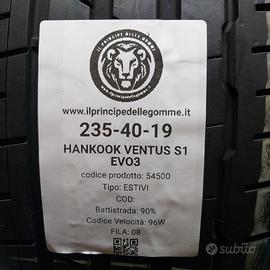 IL PRINCIPE DELLE GOMME
www.ilprincipedellegomme.it
235-40-19
HANKOOK VENTUS S1
EVO3
codice prodotto: 54500
Tipo: ESTIVI
COD:
Battistrada: 90%
Codice Velocità: 96W
FILA: 08
subito